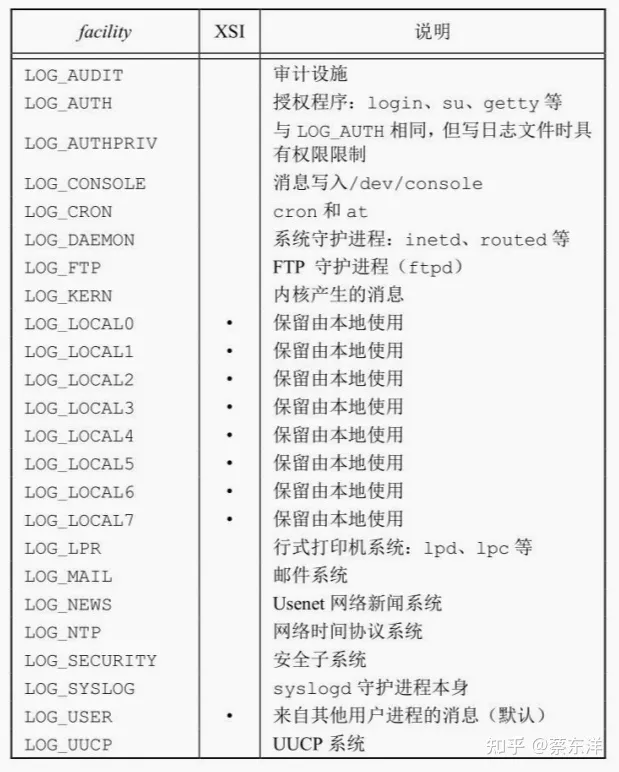 facility XSI 说明
LOG_AUDIT 审计设施
LOG_AUTH 授权程序：login、su、getty 等
LOG_AUTHPRIV 与 LOG_AUTH 相同，但写日志文件时具
有权限限制
LOG_CONSOLE 消息写入/dev/console
LOG_CRON cron 和 at
LOG_DAEMON 系统守护进程：inetd、routed 等
LOG_FTP FTP 守护进程（ftpd）
LOG_KERN 内核产生的消息
LOG_LOCAL0 • 保留由本地使用
LOG_LOCAL1 • 保留由本地使用
LOG_LOCAL2 • 保留由本地使用
LOG_LOCAL3 • 保留由本地使用
LOG_LOCAL4 • 保留由本地使用
LOG_LOCAL5 • 保留由本地使用
LOG_LOCAL6 • 保留由本地使用
LOG_LOCAL7 • 保留由本地使用
LOG_LPR 行式打印机系统：lpd、lpc 等
LOG_MAIL 邮件系统
LOG_NEWS Usenet 网络新闻系统
LOG_NTP 网络时间协议系统
LOG_SECURITY 安全子系统
LOG_SYSLOG syslogd 守护进程本身
LOG_USER • 来自其他用户进程的消息（默认）
LOG_UUCP UUCP 系统
知乎 @蔡东洋